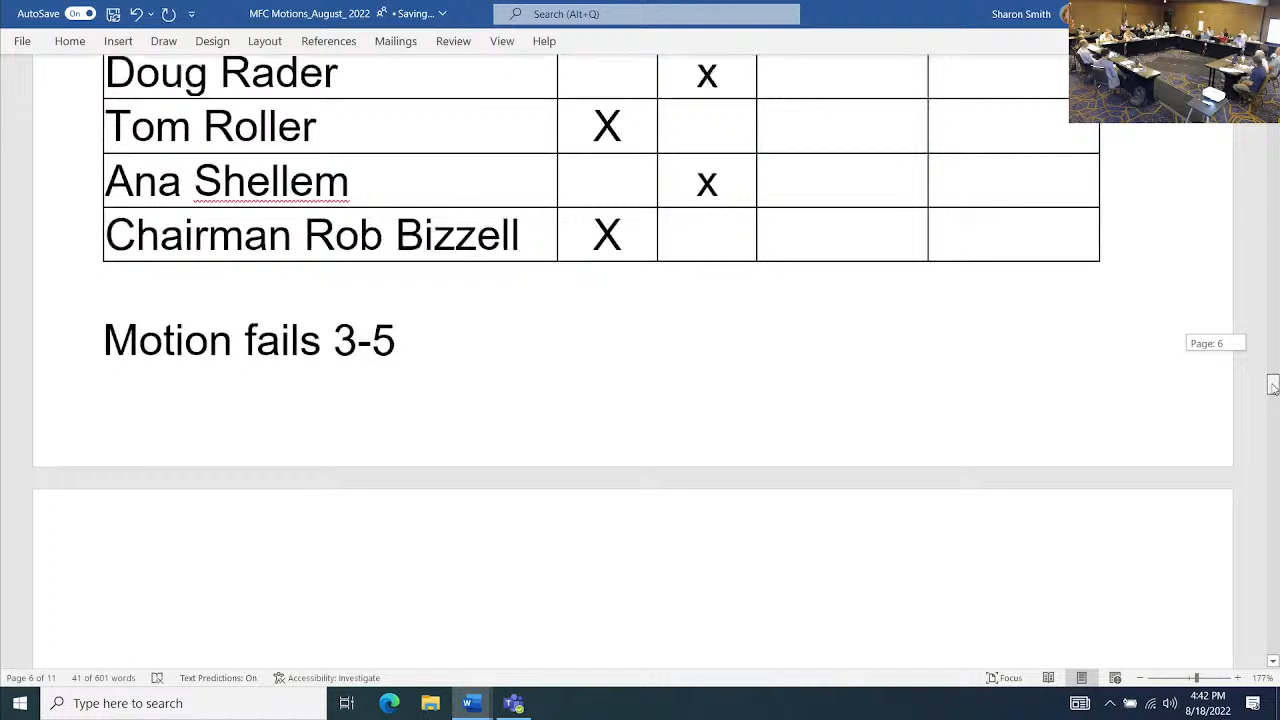 AutoSave On MFC Motions_August_2022 • Saving... Search (Alt+Q) Sharon Smith
File Home Insert Draw Design Layout References Mailings Review View Help
Doug Rader x
Tom Roller X
Ana Shellem x
Chairman Rob Bizzell X
Motion fails 3-5
Page: 6
Page 6 of 11 41 of 601 words Text Predictions: On Accessibility: Investigate Focus 177%
Type here to search
4:42 PM
8/18/2022